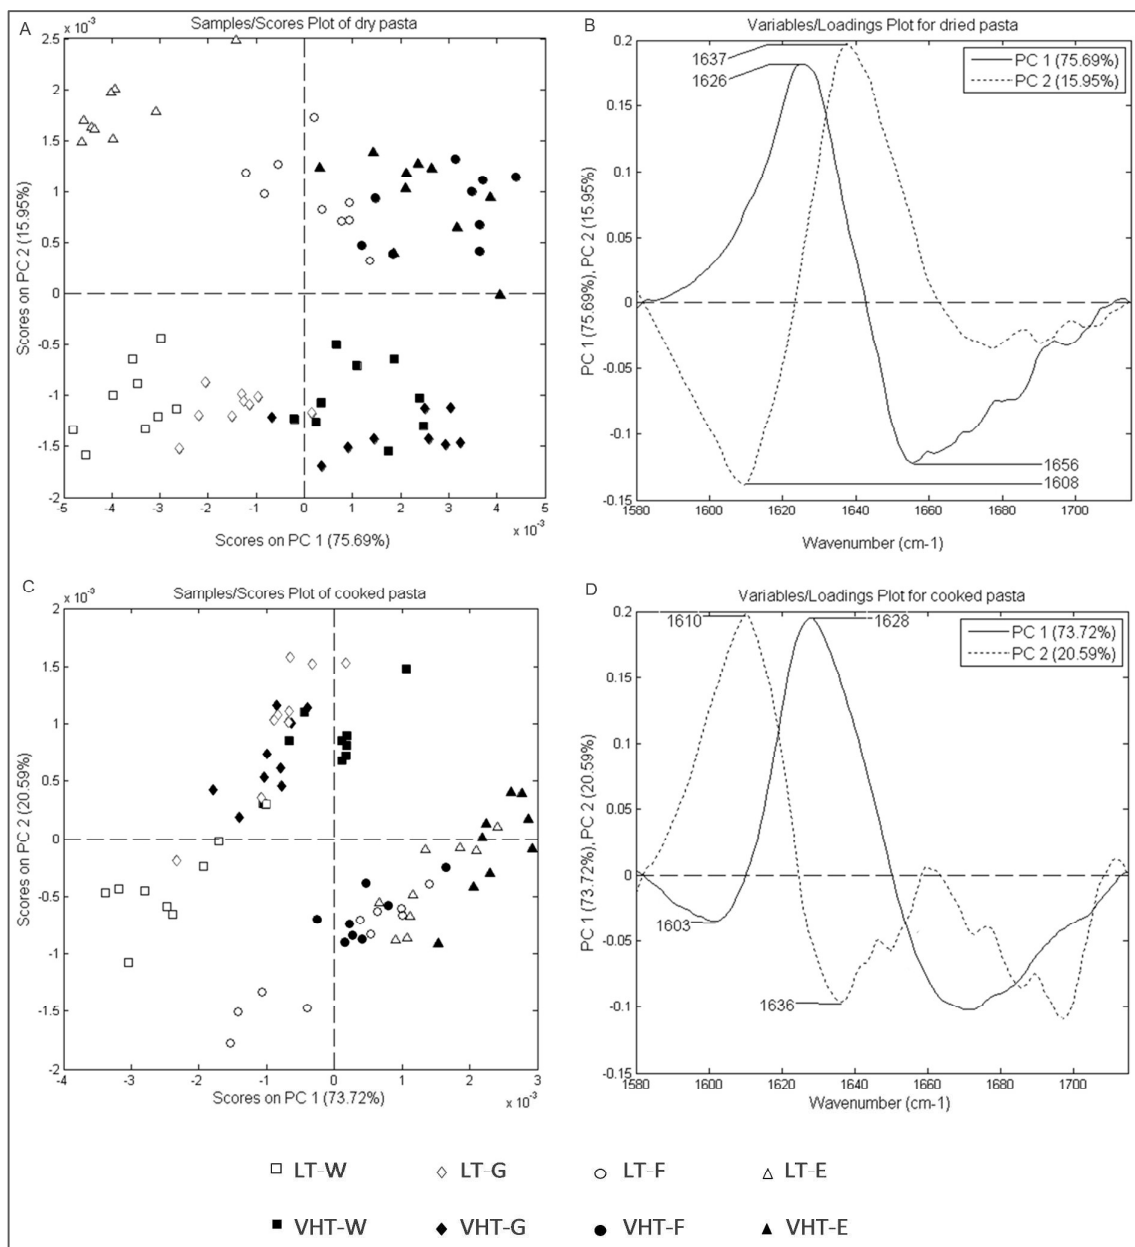 A
Samples/Scores Plot of dry pasta
x 10⁻³
2.5
2
1.5
1
0.5
0
-0.5
-1
-1.5
-2
Scores on PC 2 (15.95%)
-5 -4 -3 -2 -1 0 1 2 3 4 5
Scores on PC 1 (75.69%)
x 10⁻³
B
Variables/Loadings Plot for dried pasta
0.2
0.15
0.1
0.05
0
-0.05
-0.1
-0.15
PC 1 (75.69%), PC 2 (15.95%)
1637
1626
PC 1 (75.69%)
PC 2 (15.95%)
1656
1608
1580 1600 1620 1640 1660 1680 1700
Wavenumber (cm-1)
C
Samples/Scores Plot of cooked pasta
x 10⁻³
2
1.5
1
0.5
0
-0.5
-1
-1.5
-2
Scores on PC 2 (20.59%)
-4 -3 -2 -1 0 1 2 3
Scores on PC 1 (73.72%)
x 10⁻³
D
Variables/Loadings Plot for cooked pasta
0.2
0.15
0.1
0.05
0
-0.05
-0.1
-0.15
PC 1 (73.72%), PC 2 (20.59%)
1610
1628
PC 1 (73.72%)
PC 2 (20.59%)
1603
1636
1580 1600 1620 1640 1660 1680 1700
Wavenumber (cm-1)
LT-W LT-G LT-F LT-E
VHT-W VHT-G VHT-F VHT-E